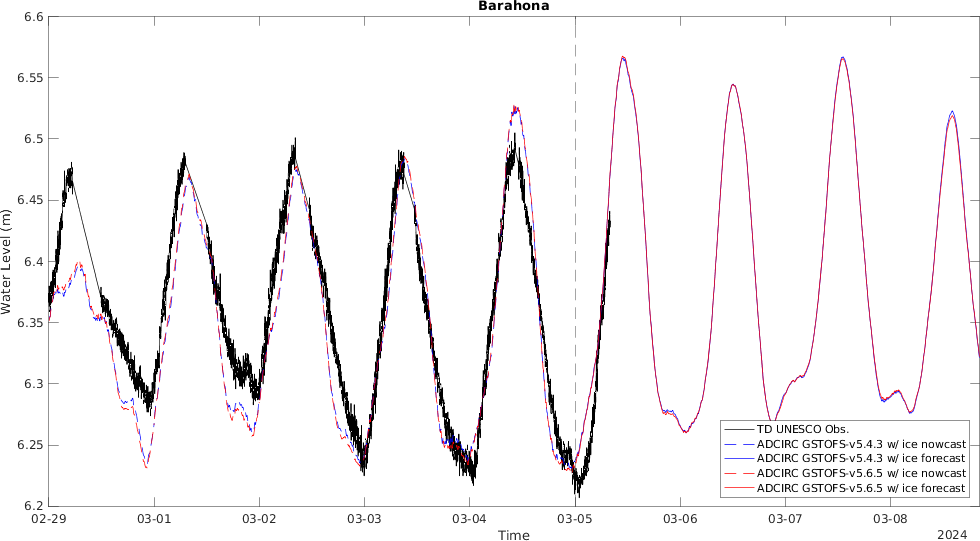 Barahona
6.6
6.55
6.5
6.45
6.4
6.35
6.3
6.25
6.2
Water Level (m)
02-29 03-01 03-02 03-03 03-04 03-05 03-06 03-07 03-08
Time
2024
TD UNESCO Obs.
ADCIRC GSTOFS-v5.4.3 w/ ice nowcast
ADCIRC GSTOFS-v5.4.3 w/ ice forecast
ADCIRC GSTOFS-v5.6.5 w/ ice nowcast
ADCIRC GSTOFS-v5.6.5 w/ ice forecast